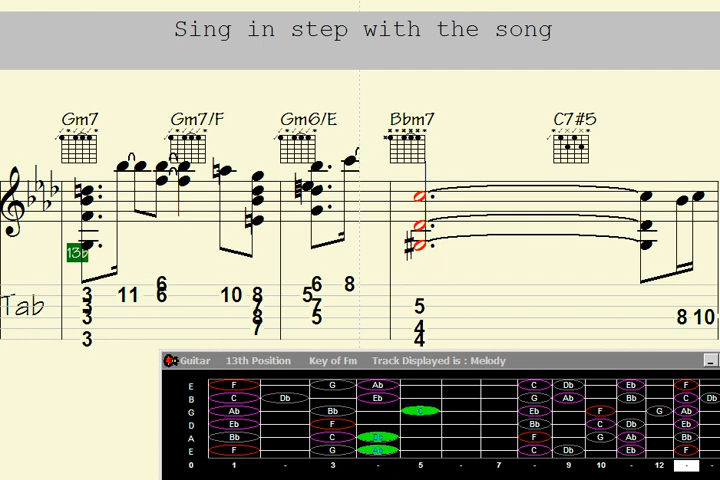 Sing in step with the song
Gm7 Gm7/F Gm6/E Bbm7 C7#5
13b
Tab
6 6 8
3 11 6 10 8 5
3 7 7 5
3 8 5 4 8 10
7
3 4
Guitar 13th Position Key of Fm Track Displayed is : Melody
E F G Ab C Db Eb F
B C Db Eb G Ab Bb C Db
G Ab Bb Eb F G Ab
D Eb F Bb C Db Eb
A Bb C F G Ab Bb
E F G C Db Eb F
0 1 - 3 - 5 - 7 - 9 10 - 12 - -